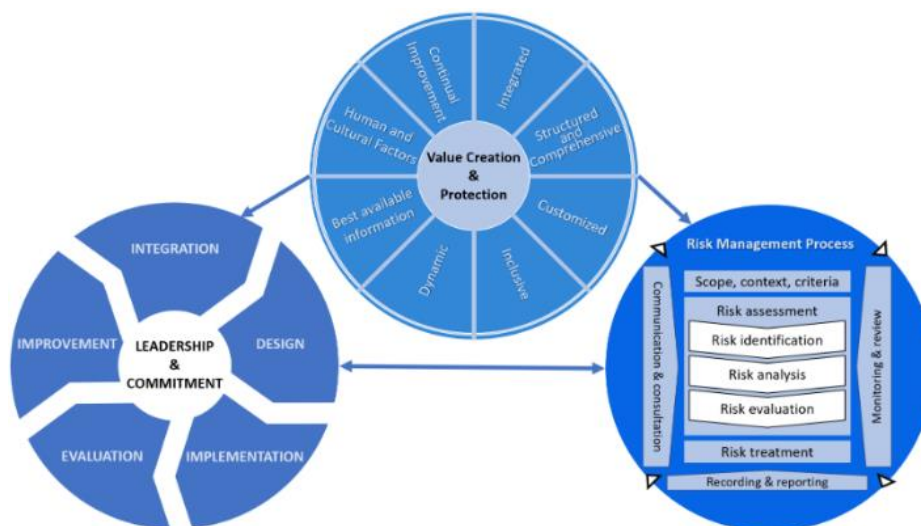 Continual
Improvement
Integrated
Human and
Cultural Factors
Structured
and
Comprehensive
Value Creation
&
Protection
Best available
information
Customized
Dynamic
Inclusive
INTEGRATION
IMPROVEMENT
LEADERSHIP
&
COMMITMENT
DESIGN
EVALUATION
IMPLEMENTATION
Risk Management Process
Communication & consultation
Scope, context, criteria
Risk assessment
Risk identification
Risk analysis
Risk evaluation
Risk treatment
Monitoring & review
Recording & reporting